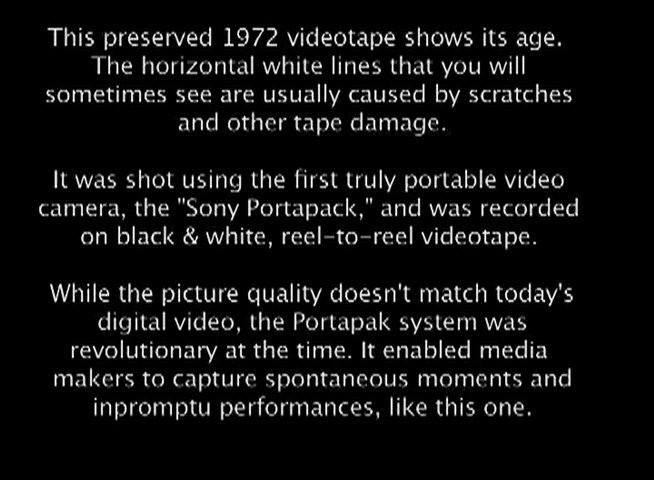 This preserved 1972 videotape shows its age.
The horizontal white lines that you will
sometimes see are usually caused by scratches
and other tape damage.
It was shot using the first truly portable video
camera, the "Sony Portapack," and was recorded
on black & white, reel-to-reel videotape.
While the picture quality doesn't match today's
digital video, the Portapak system was
revolutionary at the time. It enabled media
makers to capture spontaneous moments and
inpromptu performances, like this one.